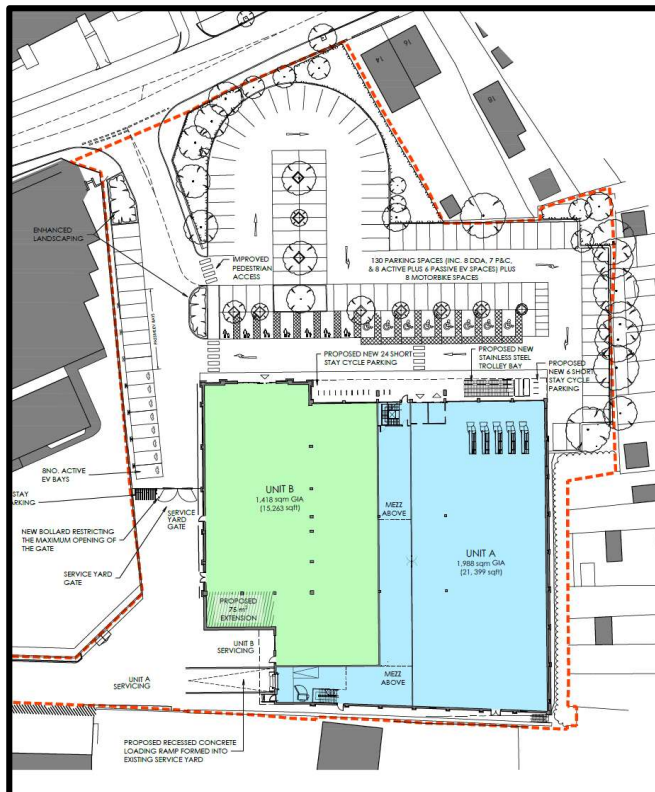 16
14
18
ENHANCED
LANDSCAPING
IMPROVED
PEDESTRIAN
ACCESS
130 PARKING SPACES (INC. 8 DDA, 7 P&C,
& 8 ACTIVE PLUS 6 PASSIVE EV SPACES) PLUS
8 MOTORBIKE SPACES
PROPOSED NEW 24 SHORT
STAY CYCLE PARKING
PROPOSED NEW
STAINLESS STEEL
TROLLEY BAY
PROPOSED
NEW 6 SHORT
STAY CYCLE
PARKING
8NO. ACTIVE
EV BAYS
STAY
ARKING
NEW BOLLARD RESTRICTING
THE MAXIMUM OPENING OF
THE GATE
SERVICE
YARD
GATE
SERVICE YARD
GATE
UNIT B
1,418 sqm GIA
(15,263 sqft)
MEZZ
ABOVE
UNIT A
1,988 sqm GIA
(21, 399 sqft)
PROPOSED
75 m²
EXTENSION
UNIT B
SERVICING
UNIT A
SERVICING
MEZZ
ABOVE
PROPOSED RECESSED CONCRETE
LOADING RAMP FORMED INTO
EXISTING SERVICE YARD